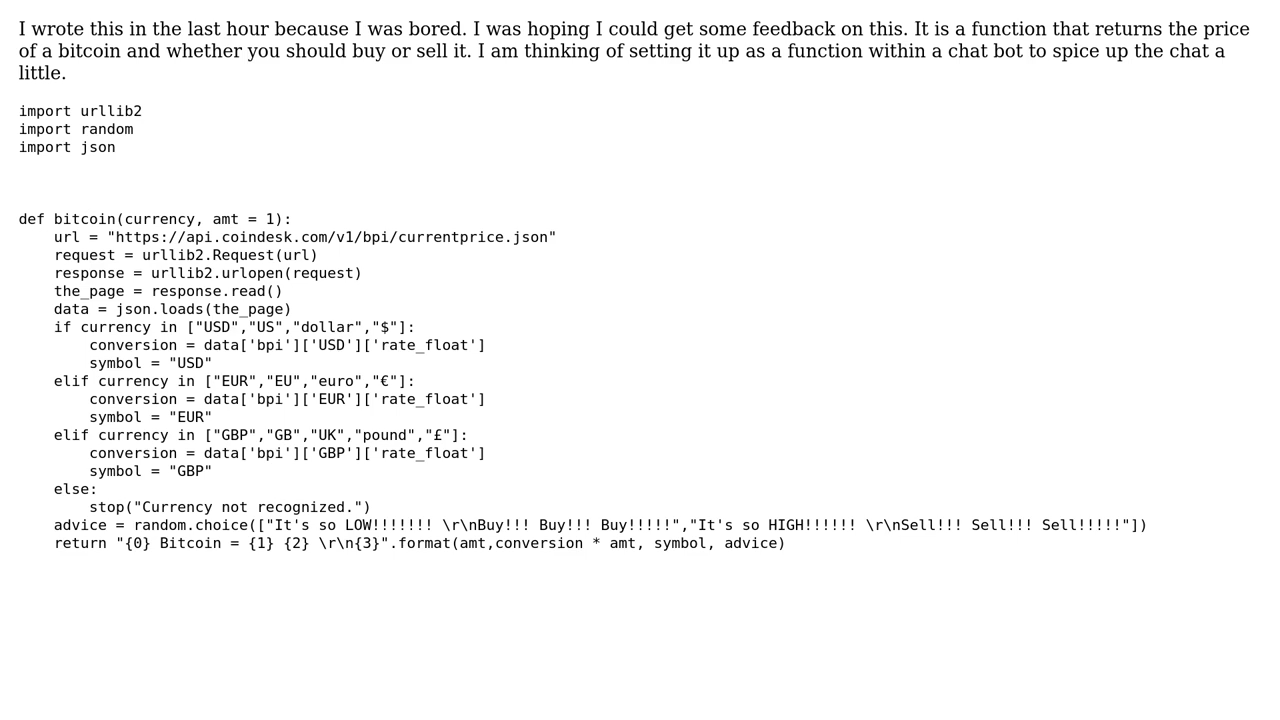 I wrote this in the last hour because I was bored. I was hoping I could get some feedback on this. It is a function that returns the price
of a bitcoin and whether you should buy or sell it. I am thinking of setting it up as a function within a chat bot to spice up the chat a
little.
import urllib2
import random
import json
def bitcoin(currency, amt = 1):
    url = "https://api.coindesk.com/v1/bpi/currentprice.json"
    request = urllib2.Request(url)
    response = urllib2.urlopen(request)
    the_page = response.read()
    data = json.loads(the_page)
    if currency in ["USD","US","dollar","$"]:
        conversion = data['bpi']['USD']['rate_float']
        symbol = "USD"
    elif currency in ["EUR","EU","euro","€"]:
        conversion = data['bpi']['EUR']['rate_float']
        symbol = "EUR"
    elif currency in ["GBP","GB","UK","pound","£"]:
        conversion = data['bpi']['GBP']['rate_float']
        symbol = "GBP"
    else:
        stop("Currency not recognized.")
    advice = random.choice(["It's so LOW!!!!!!! \r\nBuy!!! Buy!!! Buy!!!!!","It's so HIGH!!!!!! \r\nSell!!! Sell!!! Sell!!!!!"])
    return "{0} Bitcoin = {1} {2} \r\n{3}".format(amt,conversion * amt, symbol, advice)